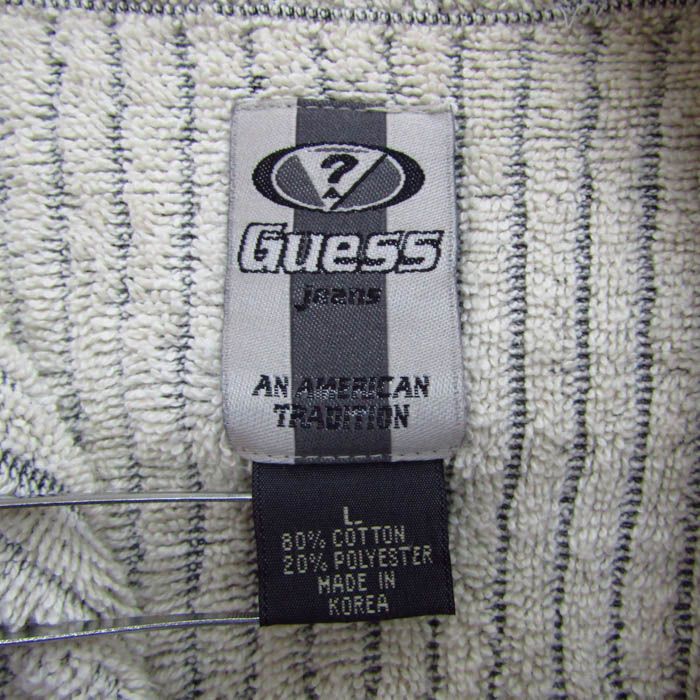 ?
Guess
jeans
AN AMERICAN
TRADITION
L
80% COTTON
20% POLYESTER
MADE IN
KOREA